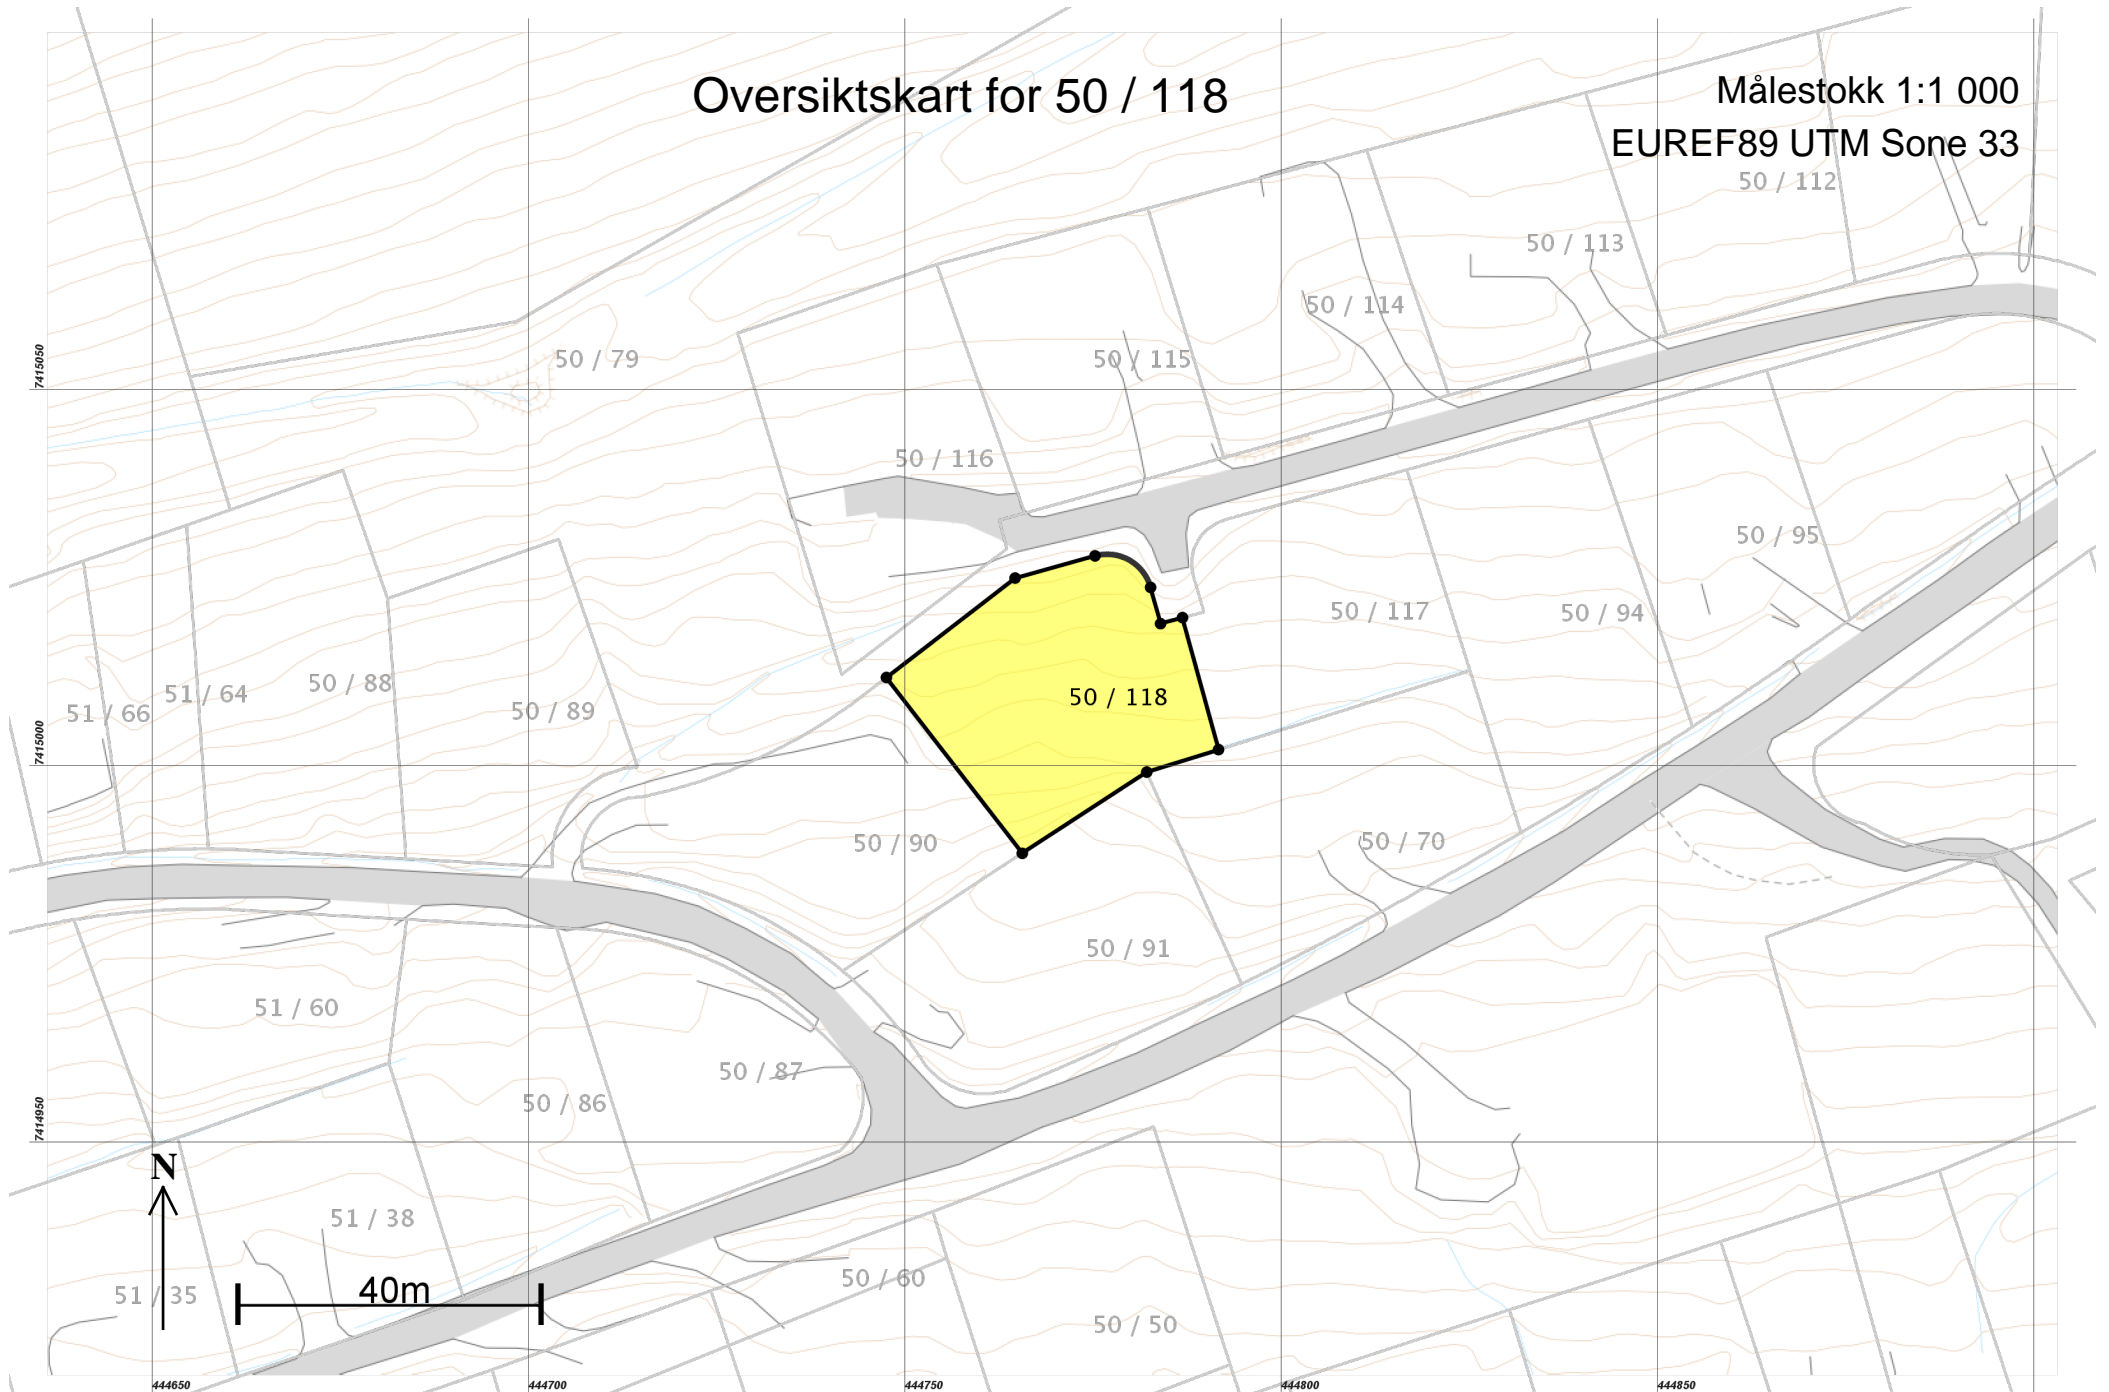 Oversiktskart for 50 / 118
Målestokk 1:1 000
EUREF89 UTM Sone 33
50 / 112
50 / 113
50 / 114
50 / 79
50 / 115
7415050
50 / 116
50 / 95
50 / 117
50 / 94
50 / 88
51 / 64
51 / 66
50 / 89
50 / 118
7415000
50 / 90
50 / 70
50 / 91
51 / 60
50 / 87
50 / 86
7414950
N
51 / 38
50 / 60
51 / 35
40m
50 / 50
444650
444700
444750
444800
444850